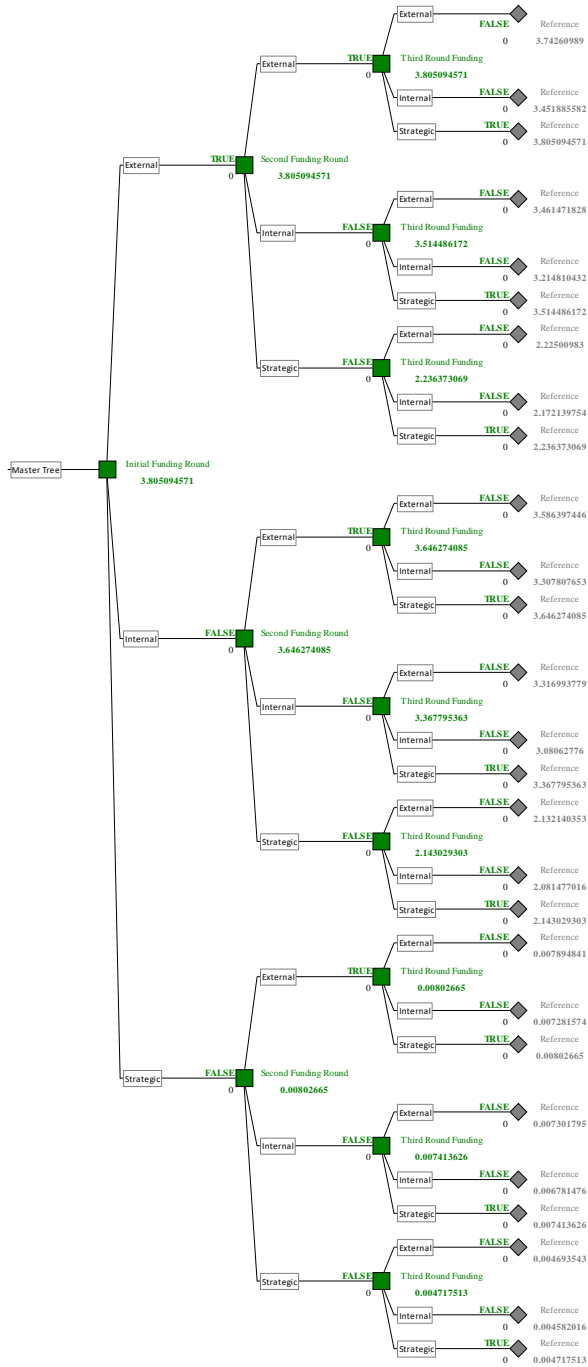 External
FALSE Reference
0 3.74260989
External TRUE Third Round Funding
0 3.805094571
Internal FALSE Reference
0 3.451885582
Strategic TRUE Reference
0 3.805094571
External TRUE Second Funding Round
0 3.805094571
External FALSE Reference
0 3.461471828
Internal FALSE Third Round Funding
0 3.514486172
Internal FALSE Reference
0 3.214810432
Strategic TRUE Reference
0 3.514486172
External FALSE Reference
0 2.22500983
Strategic FALSE Third Round Funding
0 2.236373069
Internal FALSE Reference
0 2.172139754
Strategic TRUE Reference
0 2.236373069
Master Tree Initial Funding Round
3.805094571
External FALSE Reference
0 3.586397446
External TRUE Third Round Funding
0 3.646274085
Internal FALSE Reference
0 3.307807653
Strategic TRUE Reference
0 3.646274085
Internal FALSE Second Funding Round
0 3.646274085
External FALSE Reference
0 3.316993779
Internal FALSE Third Round Funding
0 3.367795363
Internal FALSE Reference
0 3.08062776
Strategic TRUE Reference
0 3.367795363
External FALSE Reference
0 2.132140353
Strategic FALSE Third Round Funding
0 2.143029303
Internal FALSE Reference
0 2.081477016
Strategic TRUE Reference
0 2.143029303
External FALSE Reference
0 0.007894841
External TRUE Third Round Funding
0 0.00802665
Internal FALSE Reference
0 0.007281574
Strategic TRUE Reference
0 0.00802665
Strategic FALSE Second Funding Round
0 0.00802665
External FALSE Reference
0 0.007301795
Internal FALSE Third Round Funding
0 0.007413626
Internal FALSE Reference
0 0.006781476
Strategic TRUE Reference
0 0.007413626
External FALSE Reference
0 0.004693543
Strategic FALSE Third Round Funding
0 0.004717513
Internal FALSE Reference
0 0.004582016
Strategic TRUE Reference
0 0.004717513